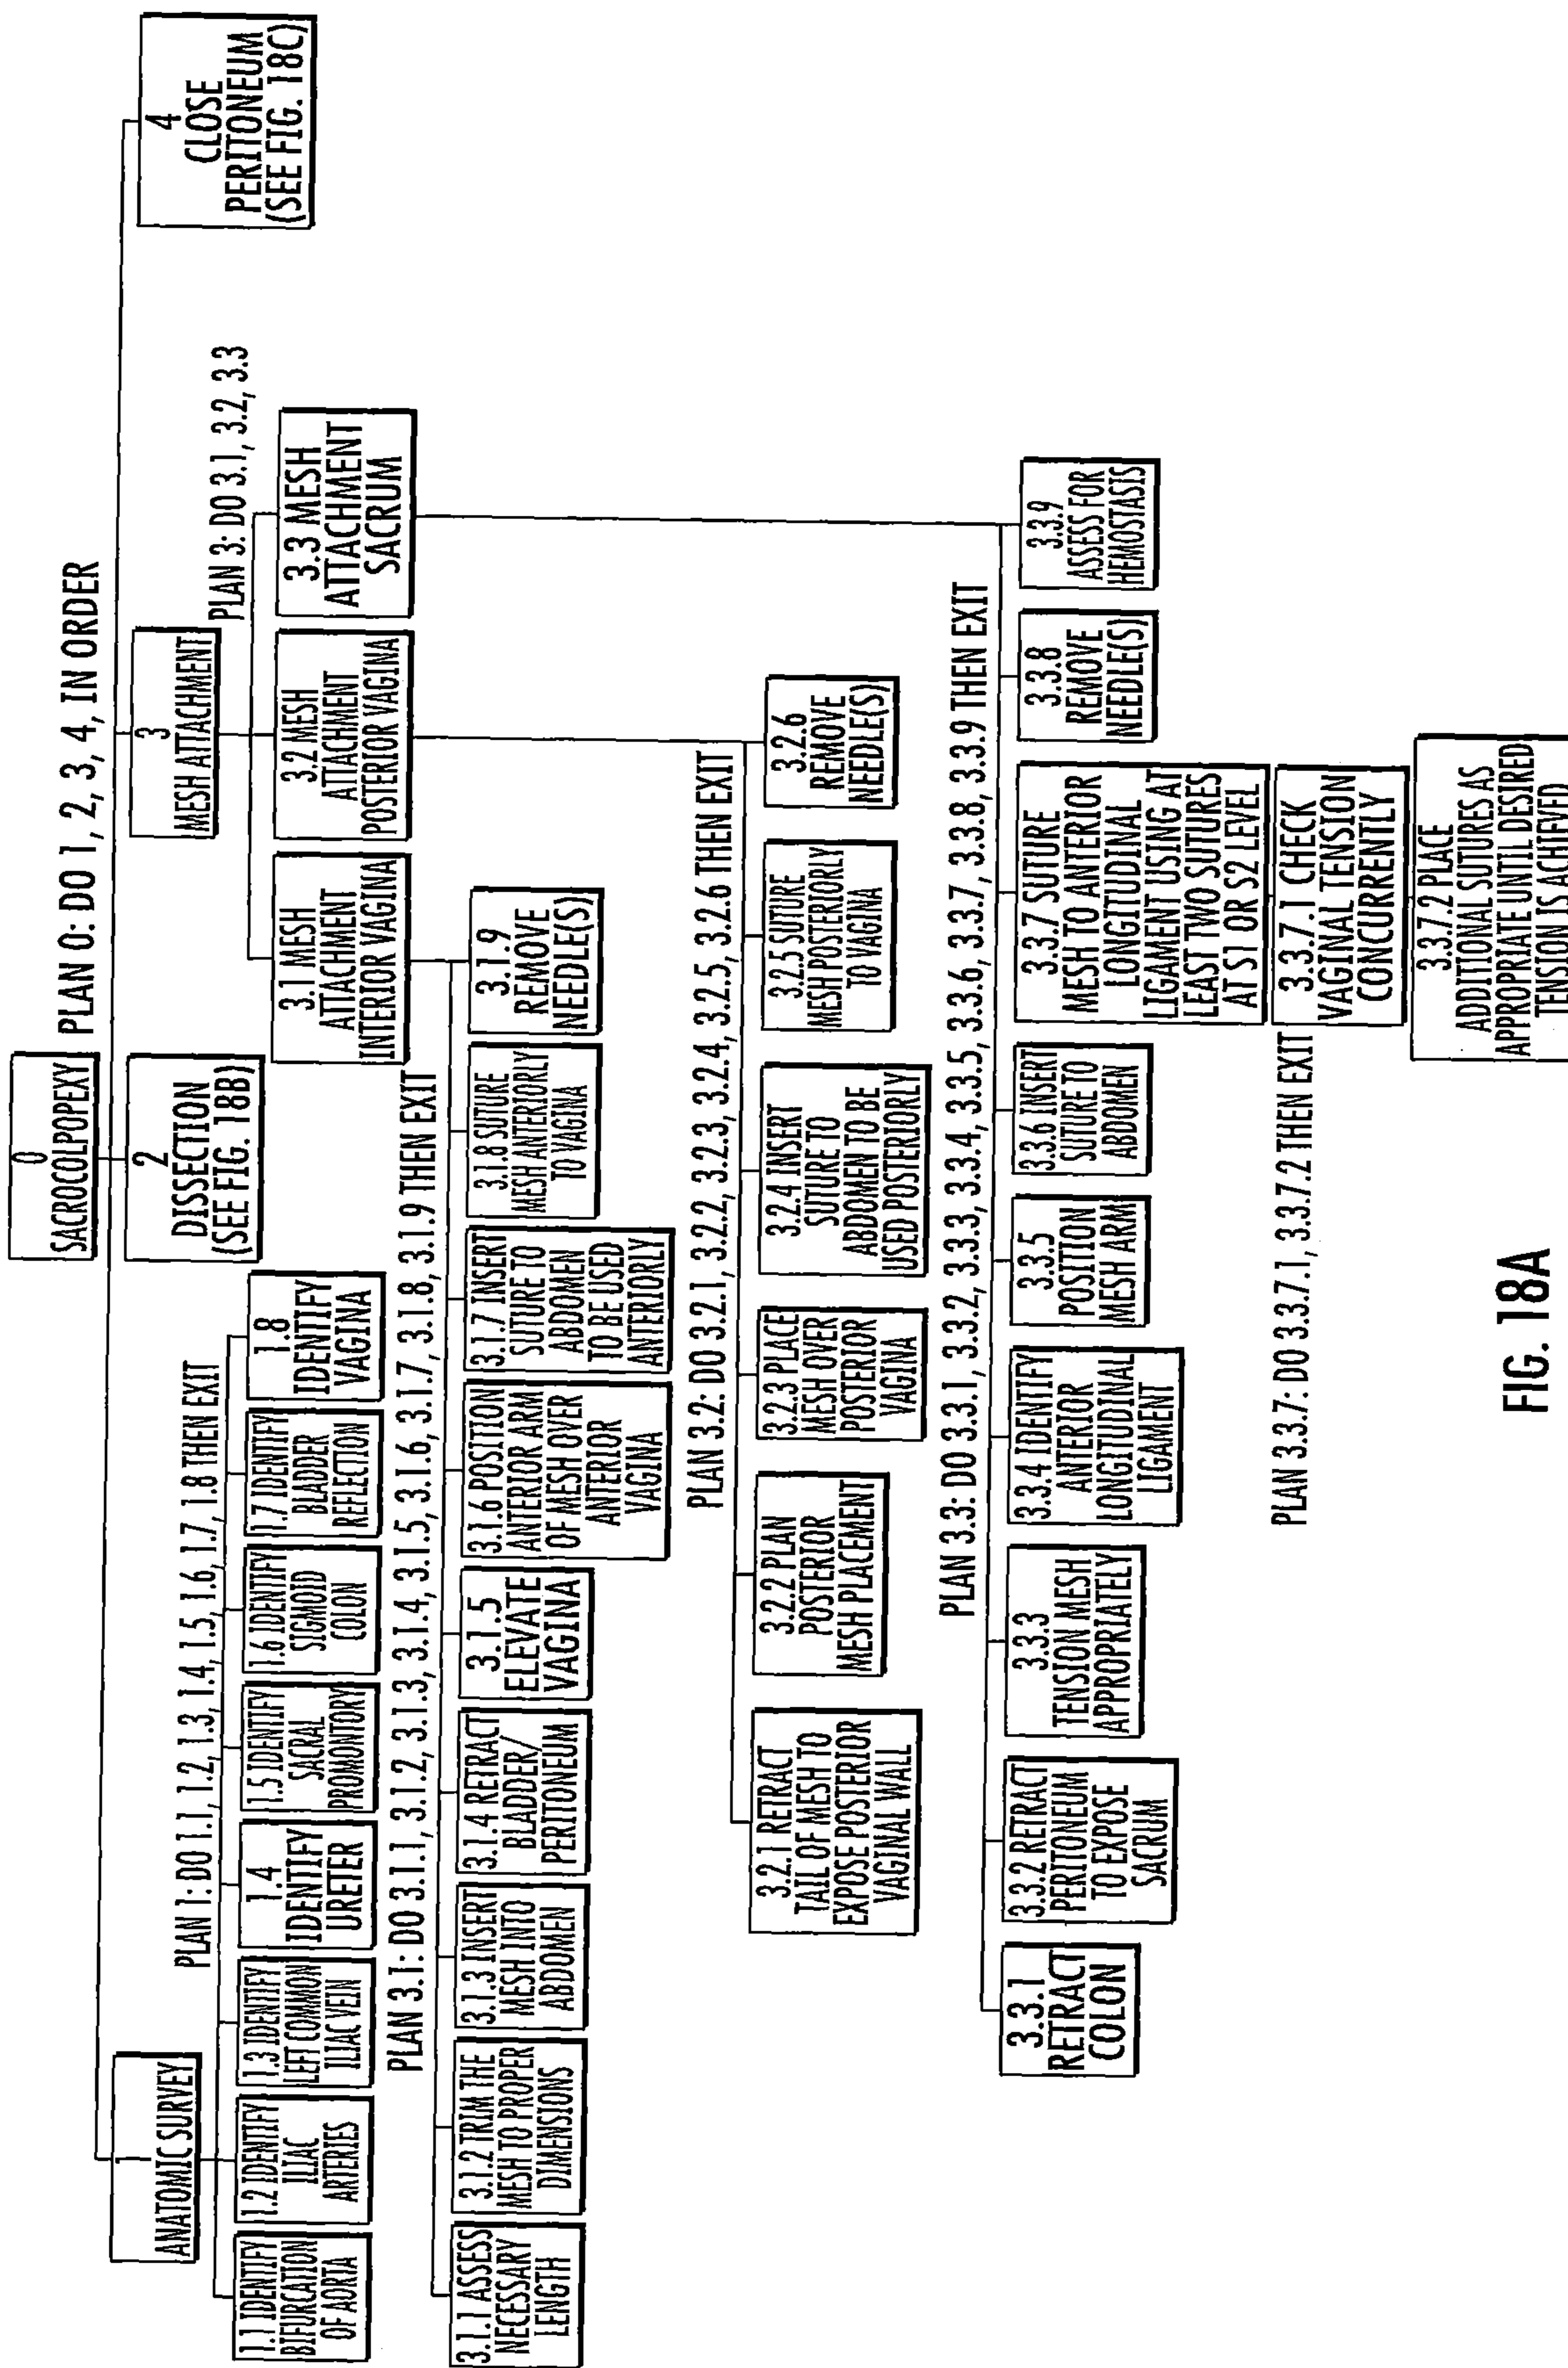 0
SACROCOLPOPEXY
PLAN 0: DO 1, 2, 3, 4, IN ORDER
1
ANATOMIC SURVEY
2
DISSECTION
(SEE FIG. 18B)
3
MESH ATTACHMENT
4
CLOSE
PERITONEUM
(SEE FIG. 18C)
PLAN 1: DO 1.1, 1.2, 1.3, 1.4, 1.5, 1.6, 1.7, 1.8 THEN EXIT
1.1 IDENTIFY
BIFURCATION
OF AORTA
1.2 IDENTIFY
ILIAC
ARTERIES
1.3 IDENTIFY
LEFT COMMON
ILIAC VEIN
1.4
IDENTIFY
URETER
1.5 IDENTIFY
SACRAL
PROMONTORY
1.6 IDENTIFY
SIGMOID
COLON
1.7 IDENTIFY
BLADDER
REFLECTION
1.8
IDENTIFY
VAGINA
PLAN 3: DO 3.1, 3.2, 3.3
3.1 MESH
ATTACHMENT
INTERIOR VAGINA
3.2 MESH
ATTACHMENT
POSTERIOR VAGINA
3.3 MESH
ATTACHMENT
SACRUM
PLAN 3.1: DO 3.1.1, 3.1.2, 3.1.3, 3.1.4, 3.1.5, 3.1.6, 3.1.7, 3.1.8, 3.1.9 THEN EXIT
3.1.1 ASSESS
NECESSARY
LENGTH
3.1.2 TRIM THE
MESH TO PROPER
DIMENSIONS
3.1.3 INSERT
MESH INTO
ABDOMEN
3.1.4 RETRACT
BLADDER/
PERITONEUM
3.1.5
ELEVATE
VAGINA
3.1.6 POSITION
ANTERIOR ARM
OF MESH OVER
ANTERIOR
VAGINA
3.1.7 INSERT
SUTURE TO
ABDOMEN
TO BE USED
ANTERIORLY
3.1.8 SUTURE
MESH ANTERIORLY
TO VAGINA
3.1.9
REMOVE
NEEDLE(S)
PLAN 3.2: DO 3.2.1, 3.2.2, 3.2.3, 3.2.4, 3.2.5, 3.2.6 THEN EXIT
3.2.1 RETRACT
TAIL OF MESH TO
EXPOSE POSTERIOR
VAGINAL WALL
3.2.2 PLAN
POSTERIOR
MESH PLACEMENT
3.2.3 PLACE
MESH OVER
POSTERIOR
VAGINA
3.2.4 INSERT
SUTURE TO
ABDOMEN TO BE
USED POSTERIORLY
3.2.5 SUTURE
MESH POSTERIORLY
TO VAGINA
3.2.6
REMOVE
NEEDLE(S)
PLAN 3.3: DO 3.3.1, 3.3.2, 3.3.3, 3.3.4, 3.3.5, 3.3.6, 3.3.7, 3.3.8, 3.3.9 THEN EXIT
3.3.1
RETRACT
COLON
3.3.2 RETRACT
PERITONEUM
TO EXPOSE
SACRUM
3.3.3
TENSION MESH
APPROPRIATELY
3.3.4 IDENTIFY
ANTERIOR
LONGITUDINAL
LIGAMENT
3.3.5
POSITION
MESH ARM
3.3.6 INSERT
SUTURE TO
ABDOMEN
3.3.7 SUTURE
MESH TO ANTERIOR
LONGITUDINAL
LIGAMENT USING AT
LEAST TWO SUTURES
AT S1 OR S2 LEVEL
3.3.8
REMOVE
NEEDLE(S)
3.3.9
ASSESS FOR
HEMOSTASIS
PLAN 3.3.7: DO 3.3.7.1, 3.3.7.2 THEN EXIT
3.3.7.1 CHECK
VAGINAL TENSION
CONCURRENTLY
3.3.7.2 PLACE
ADDITIONAL SUTURES AS
APPROPRIATE UNTIL DESIRED
TENSION IS ACHIEVED
FIG. 18A